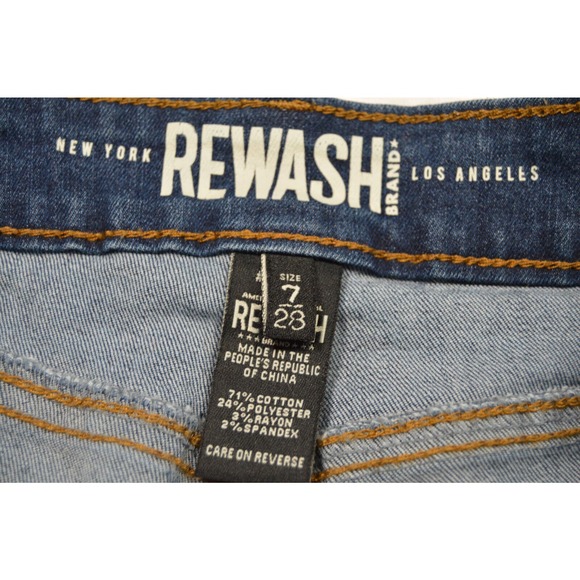 NEW YORK REWASH BRAND★ LOS ANGELES
SIZE
7
28
★★★BRAND★★★
MADE IN THE
PEOPLE'S REPUBLIC
OF CHINA
71% COTTON
24% POLYESTER
3% RAYON
2% SPANDEX
CARE ON REVERSE